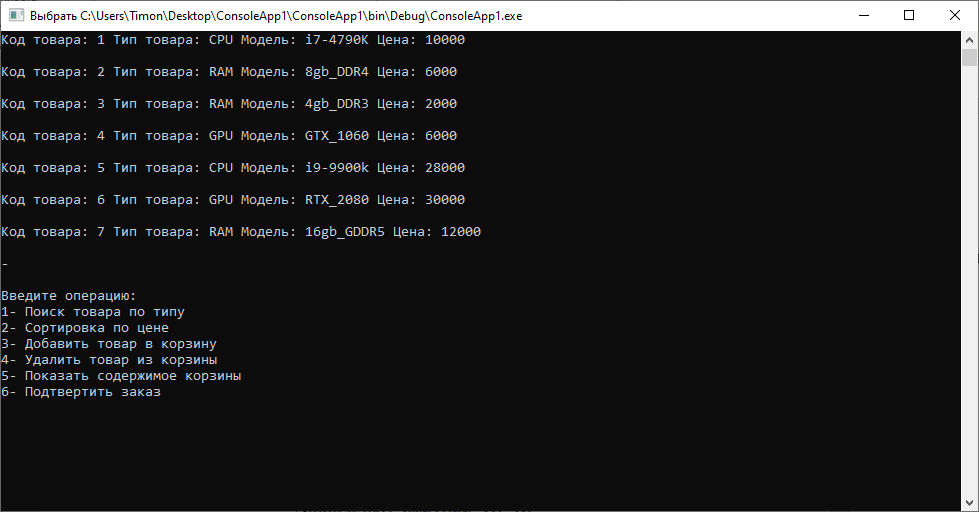 Выбрать C:\Users\Timon\Desktop\ConsoleApp1\ConsoleApp1\bin\Debug\ConsoleApp1.exe
Код товара: 1 Тип товара: CPU Модель: i7-4790K Цена: 10000
Код товара: 2 Тип товара: RAM Модель: 8gb_DDR4 Цена: 6000
Код товара: 3 Тип товара: RAM Модель: 4gb_DDR3 Цена: 2000
Код товара: 4 Тип товара: GPU Модель: GTX_1060 Цена: 6000
Код товара: 5 Тип товара: CPU Модель: i9-9900k Цена: 28000
Код товара: 6 Тип товара: GPU Модель: RTX_2080 Цена: 30000
Код товара: 7 Тип товара: RAM Модель: 16gb_GDDR5 Цена: 12000
-
Введите операцию:
1- Поиск товара по типу
2- Сортировка по цене
3- Добавить товар в корзину
4- Удалить товар из корзины
5- Показать содержимое корзины
6- Подтвертить заказ